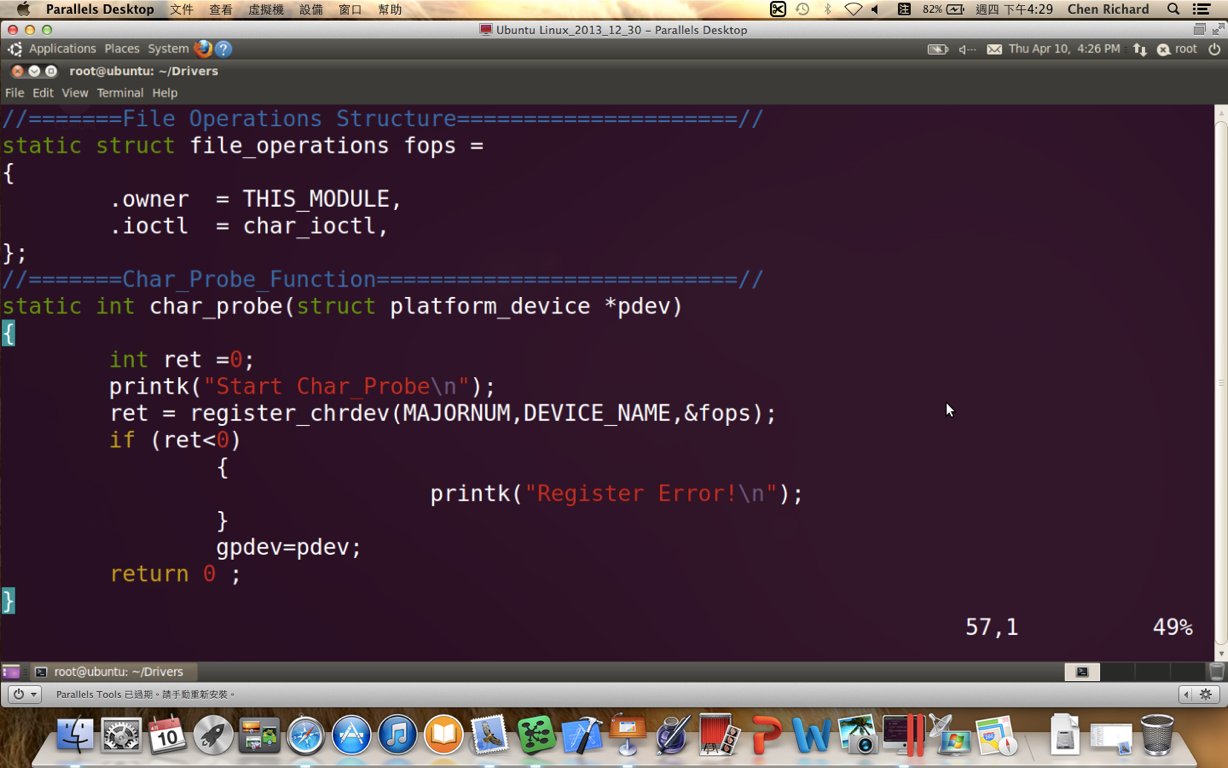 Parallels Desktop 文件 查看 虛擬機 設備 窗口 幫助 82% 週四 下午4:29 Chen Richard
Ubuntu Linux_2013_12_30 – Parallels Desktop
Applications Places System Thu Apr 10, 4:26 PM root
root@ubuntu: ~/Drivers
File Edit View Terminal Help
//=======File Operations Structure=====================//
static struct file_operations fops =
{
.owner = THIS_MODULE,
.ioctl = char_ioctl,
};
//=======Char_Probe_Function===========================//
static int char_probe(struct platform_device *pdev)
{
int ret =0;
printk("Start Char_Probe\n");
ret = register_chrdev(MAJORNUM,DEVICE_NAME,&fops);
if (ret<0)
{
printk("Register Error!\n");
}
gpdev=pdev;
return 0 ;
}
57,1 49%
root@ubuntu: ~/Drivers
Parallels Tools 已過期。請手動重新安裝。
10